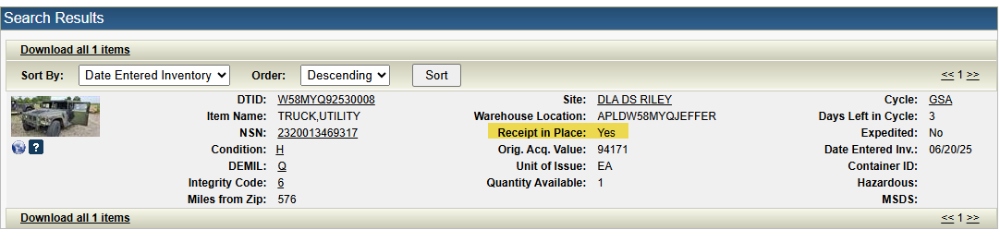 Search Results
Download all 1 items
Sort By: Date Entered Inventory Order: Descending Sort << 1 >>
DTID: W58MYQ92530008 Site: DLA DS RILEY Cycle: GSA
Item Name: TRUCK,UTILITY Warehouse Location: APLDW58MYQJEFFER Days Left in Cycle: 3
NSN: 2320013469317 Receipt in Place: Yes Expedited: No
? Condition: H Orig. Acq. Value: 94171 Date Entered Inv.: 06/20/25
DEMIL: Q Unit of Issue: EA Container ID:
Integrity Code: 6 Quantity Available: 1 Hazardous:
Miles from Zip: 576 MSDS:
Download all 1 items << 1 >>